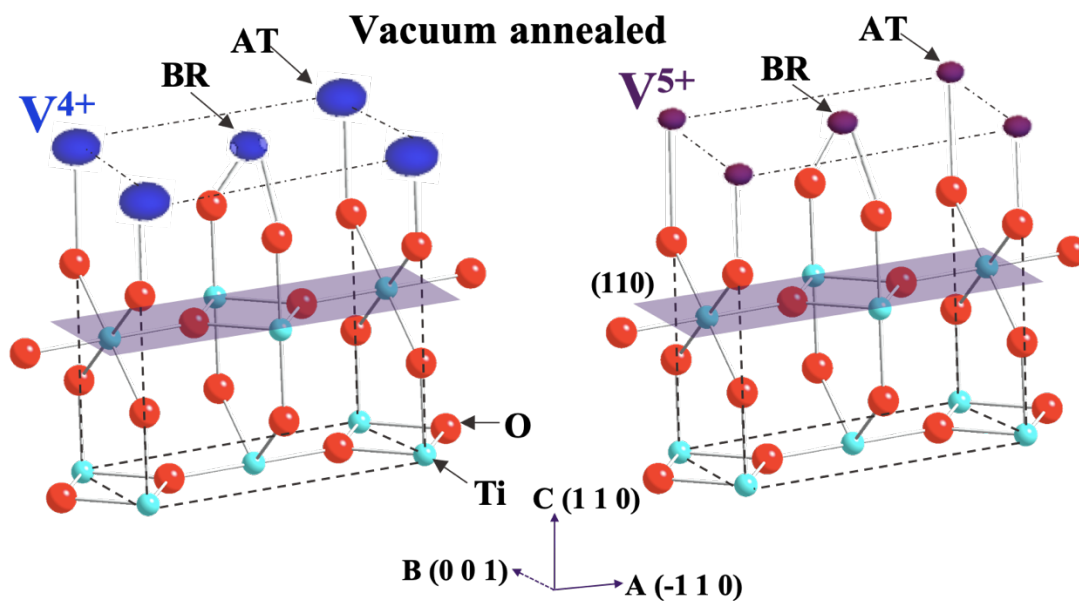 Vacuum annealed
AT
BR
V4+
AT
BR
V5+
(110)
O
Ti
C (1 1 0)
B (0 0 1)
A (-1 1 0)